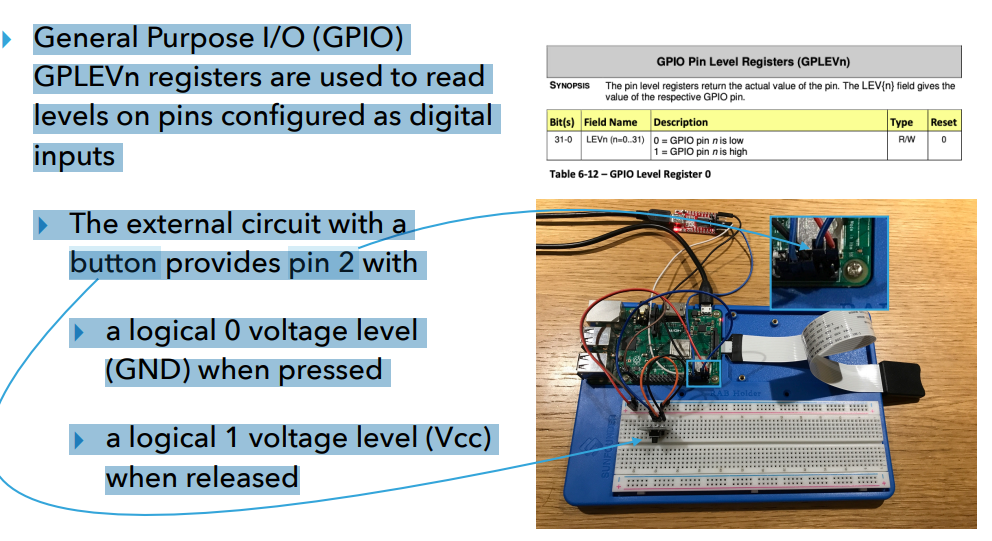 General Purpose I/O (GPIO)
GPLEVn registers are used to read
levels on pins configured as digital
inputs
The external circuit with a
button provides pin 2 with
a logical 0 voltage level
(GND) when pressed
a logical 1 voltage level (Vcc)
when released
GPIO Pin Level Registers (GPLEVn)
SYNOPSIS The pin level registers return the actual value of the pin. The LEV{n} field gives the
value of the respective GPIO pin.
Bit(s) Field Name Description Type Reset
31-0 LEVn (n=0..31) 0 = GPIO pin n is low R/W 0
1 = GPIO pin n is high
Table 6-12 – GPIO Level Register 0